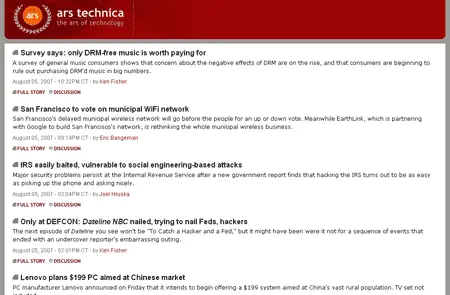 ars
ars technica
the art of technology
Survey says: only DRM-free music is worth paying for
A survey of general music consumers shows that concern about the negative effects of DRM are on the rise, and that consumers are beginning to
rule out purchasing DRM'd music in big numbers.
August 05, 2007 - 10:32PM CT - by Ken Fisher
FULL STORY DISCUSSION
San Francisco to vote on municipal WiFi network
San Francisco's delayed municipal wireless network will go before the people for an up or down vote. Meanwhile EarthLink, which is partnering
with Google to build San Francisco's network, is rethinking the whole municipal wireless business.
August 05, 2007 - 09:19PM CT - by Eric Bangeman
FULL STORY DISCUSSION
IRS easily baited, vulnerable to social engineering-based attacks
Major security problems persist at the Internal Revenue Service after a new government report finds that hacking the IRS turns out to be as easy
as picking up the phone and asking nicely.
August 05, 2007 - 02:04PM CT - by Joel Hruska
FULL STORY DISCUSSION
Only at DEFCON: Dateline NBC nailed, trying to nail Feds, hackers
The next episode of Dateline you see won't be "To Catch a Hacker and a Fed," but it might have been were it not for a sequence of events that
ended with an undercover reporter's embarrassing outing.
August 05, 2007 - 02:01PM CT - by Ken Fisher
FULL STORY DISCUSSION
Lenovo plans $199 PC aimed at Chinese market
PC manufacturer Lenovo announced on Friday that it intends to begin offering a $199 system aimed at China's vast rural population. TV set not